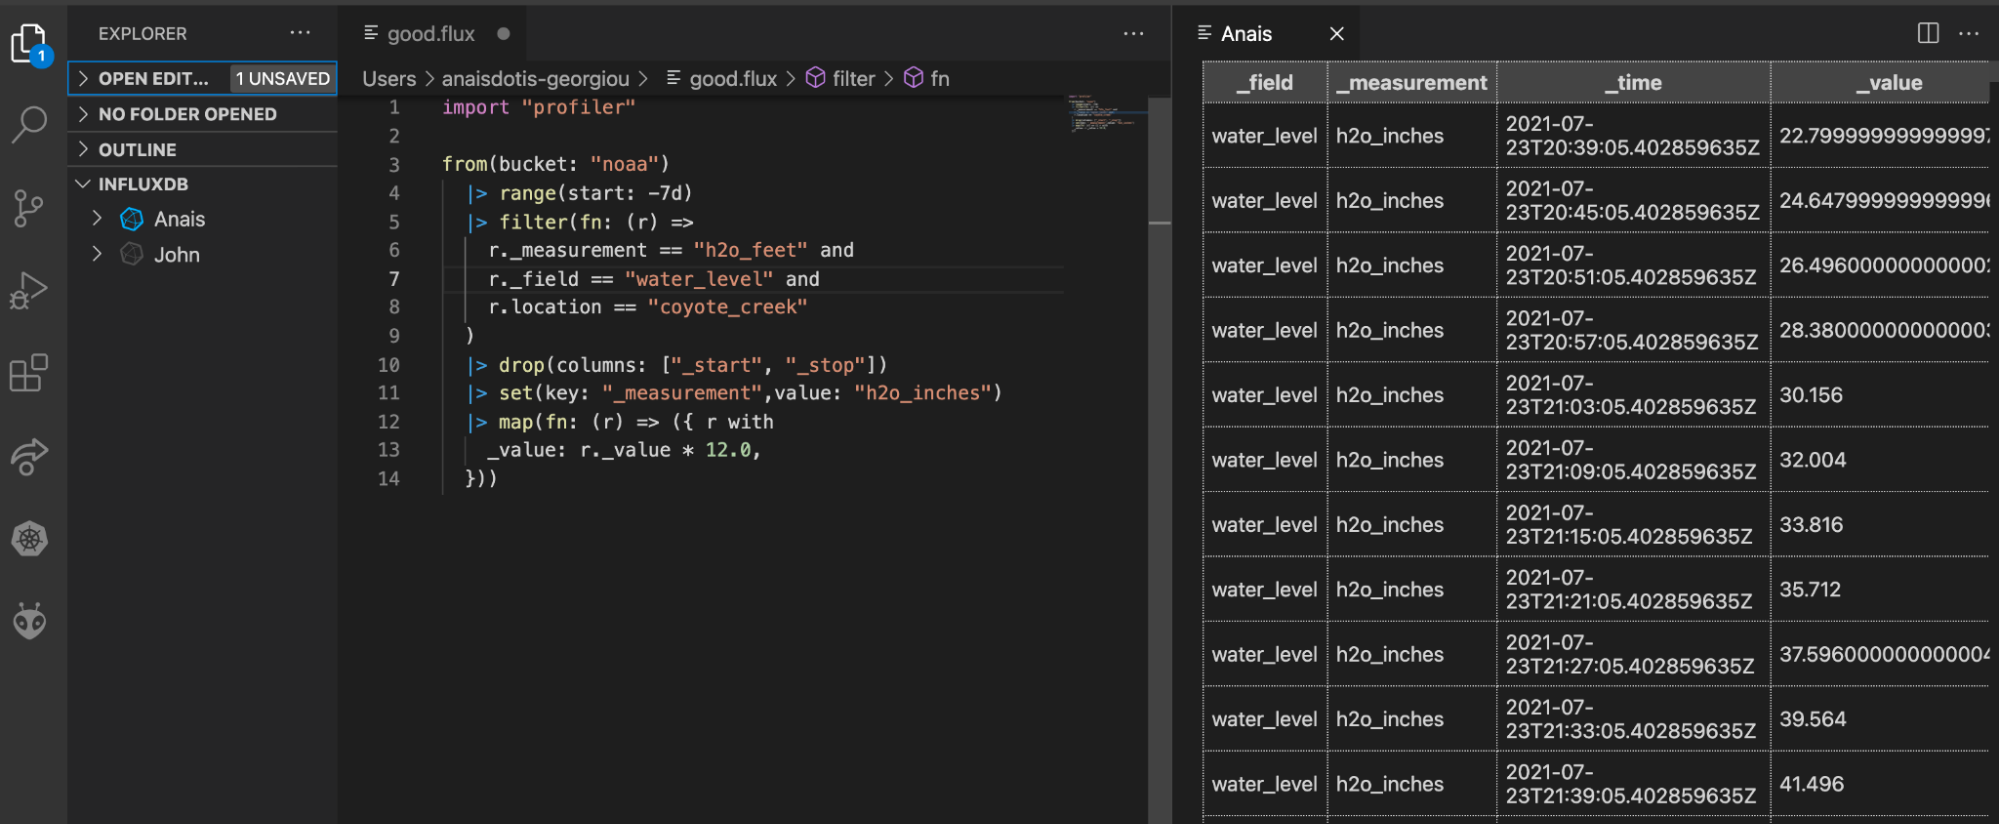 EXPLORER ...
1
OPEN EDIT... 1 UNSAVED
NO FOLDER OPENED
OUTLINE
INFLUXDB
Anais
John
good.flux
Users > anaisdotis-georgiou > good.flux > filter > fn
1 import "profiler"
2
3 from(bucket: "noaa")
4 |> range(start: -7d)
5 |> filter(fn: (r) =>
6 r._measurement == "h2o_feet" and
7 r._field == "water_level" and
8 r.location == "coyote_creek"
9 )
10 |> drop(columns: ["_start", "_stop"])
11 |> set(key: "_measurement",value: "h2o_inches")
12 |> map(fn: (r) => ({ r with
13 _value: r._value * 12.0,
14 }))
Anais
_field _measurement _time _value
water_level h2o_inches 2021-07-
23T20:39:05.402859635Z 22.79999999999999
water_level h2o_inches 2021-07-
23T20:45:05.402859635Z 24.64799999999999
water_level h2o_inches 2021-07-
23T20:51:05.402859635Z 26.49600000000000
water_level h2o_inches 2021-07-
23T20:57:05.402859635Z 28.38000000000000
water_level h2o_inches 2021-07-
23T21:03:05.402859635Z 30.156
water_level h2o_inches 2021-07-
23T21:09:05.402859635Z 32.004
water_level h2o_inches 2021-07-
23T21:15:05.402859635Z 33.816
water_level h2o_inches 2021-07-
23T21:21:05.402859635Z 35.712
water_level h2o_inches 2021-07-
23T21:27:05.402859635Z 37.59600000000000
water_level h2o_inches 2021-07-
23T21:33:05.402859635Z 39.564
water_level h2o_inches 2021-07-
23T21:39:05.402859635Z 41.496